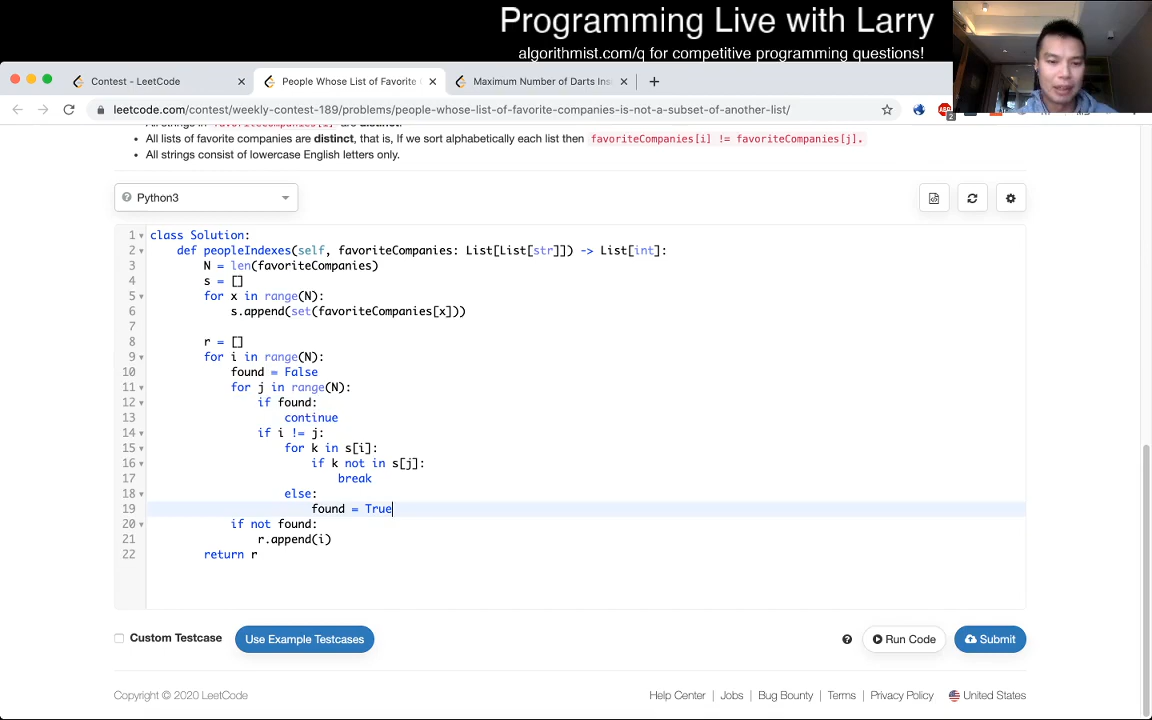 Programming Live with Larry
algorithmist.com/q for competitive programming questions!
Contest - LeetCode
People Whose List of Favorite
Maximum Number of Darts Ins
leetcode.com/contest/weekly-contest-189/problems/people-whose-list-of-favorite-companies-is-not-a-subset-of-another-list/
ABP
2
All strings in favoriteCompanies[i] are distinct.
All lists of favorite companies are distinct, that is, If we sort alphabetically each list then favoriteCompanies[i] != favoriteCompanies[j].
All strings consist of lowercase English letters only.
Python3
1 class Solution:
2 def peopleIndexes(self, favoriteCompanies: List[List[str]]) -> List[int]:
3 N = len(favoriteCompanies)
4 s = []
5 for x in range(N):
6 s.append(set(favoriteCompanies[x]))
7
8 r = []
9 for i in range(N):
10 found = False
11 for j in range(N):
12 if found:
13 continue
14 if i != j:
15 for k in s[i]:
16 if k not in s[j]:
17 break
18 else:
19 found = True
20 if not found:
21 r.append(i)
22 return r
Custom Testcase
Use Example Testcases
Run Code
Submit
Copyright © 2020 LeetCode
Help Center | Jobs | Bug Bounty | Terms | Privacy Policy
United States